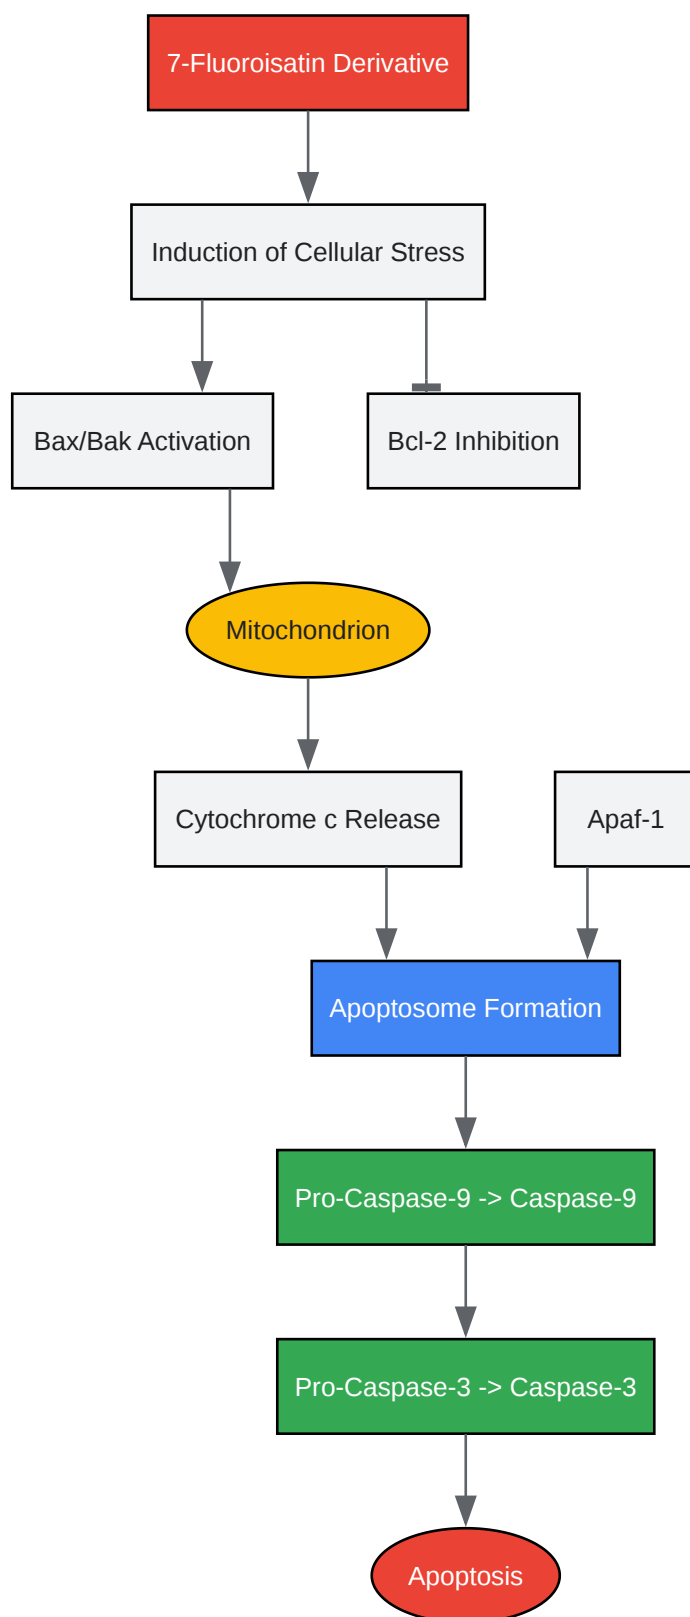 7-Fluoroisatin Derivative
Induction of Cellular Stress
Bax/Bak Activation
Bcl-2 Inhibition
Mitochondrion
Cytochrome c Release
Apaf-1
Apoptosome Formation
Pro-Caspase-9 -> Caspase-9
Pro-Caspase-3 -> Caspase-3
Apoptosis